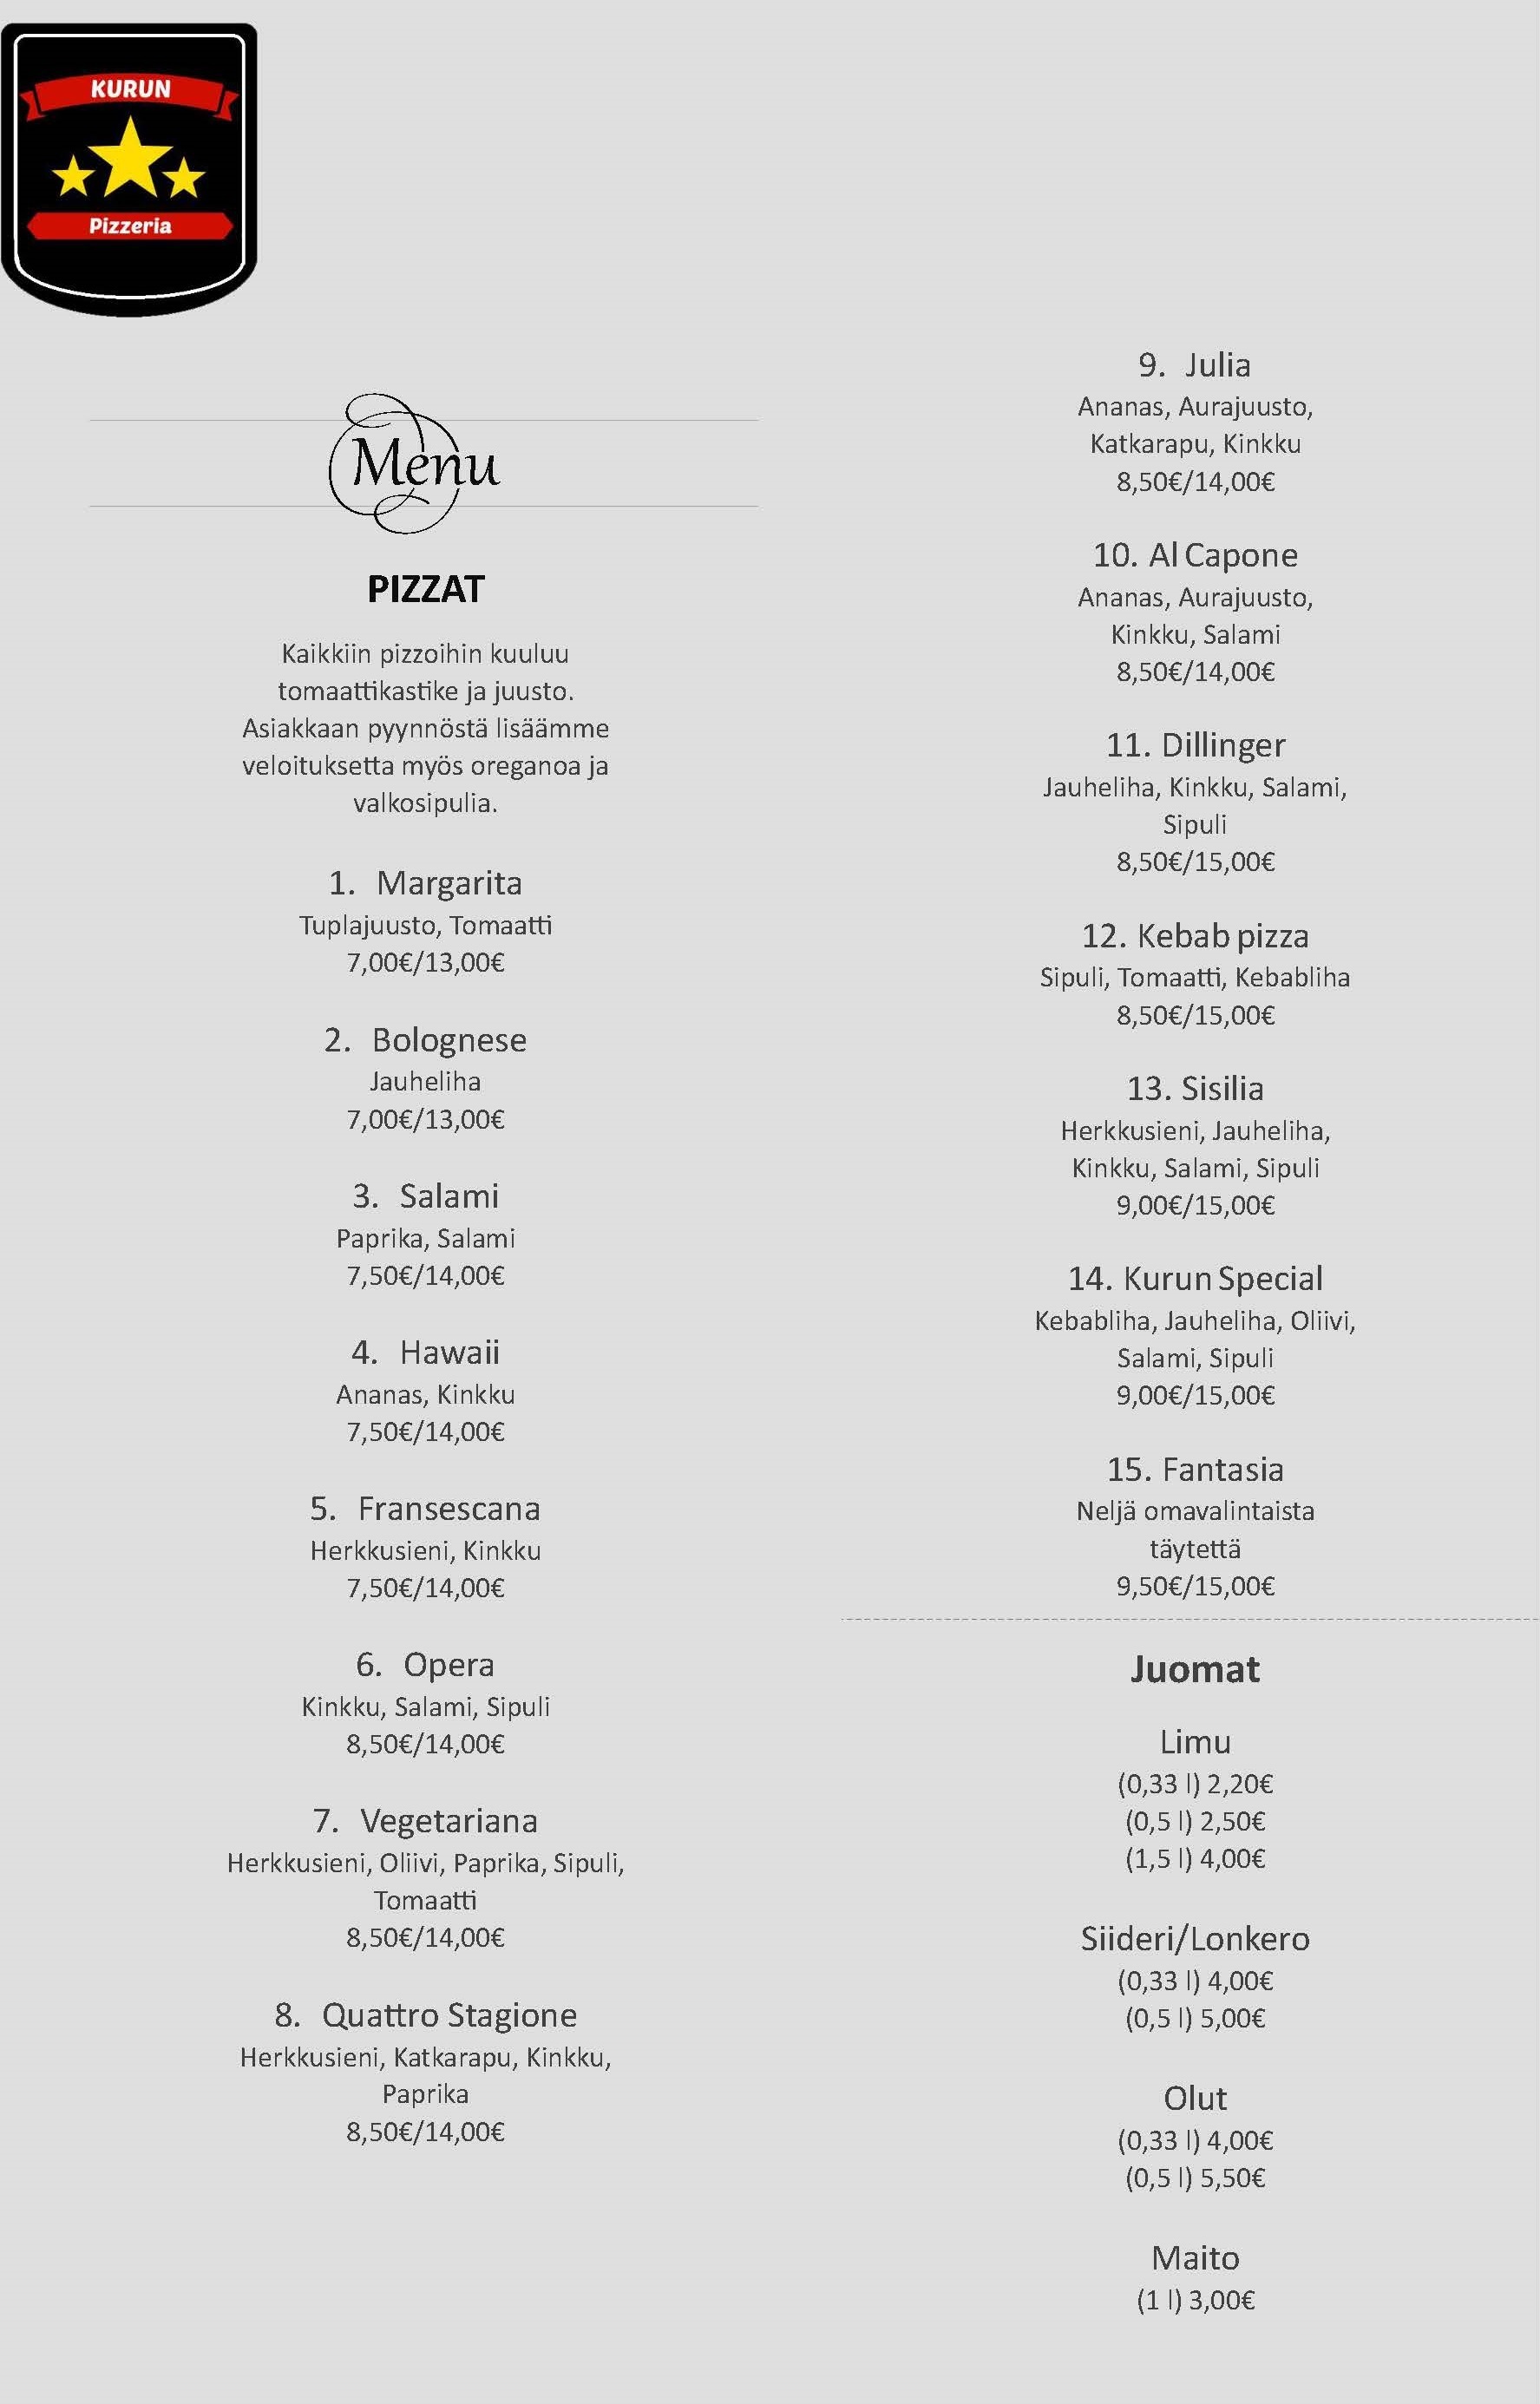 KURUN
Pizzeria
Menu
PIZZAT
Kaikkiin pizzoihin kuuluu
tomaattikastike ja juusto.
Asiakkaan pyynnöstä lisäämme
veloituksetta myös oreganoa ja
valkosipulia.
1. Margarita
Tuplajuusto, Tomaatti
7,00€/13,00€
2. Bolognese
Jauheliha
7,00€/13,00€
3. Salami
Paprika, Salami
7,50€/14,00€
4. Hawaii
Ananas, Kinkku
7,50€/14,00€
5. Fransescana
Herkkusieni, Kinkku
7,50€/14,00€
6. Opera
Kinkku, Salami, Sipuli
8,50€/14,00€
7. Vegetariana
Herkkusieni, Oliivi, Paprika, Sipuli,
Tomaatti
8,50€/14,00€
8. Quattro Stagione
Herkkusieni, Katkarapu, Kinkku,
Paprika
8,50€/14,00€
9. Julia
Ananas, Aurajuusto,
Katkarapu, Kinkku
8,50€/14,00€
10. Al Capone
Ananas, Aurajuusto,
Kinkku, Salami
8,50€/14,00€
11. Dillinger
Jauheliha, Kinkku, Salami,
Sipuli
8,50€/15,00€
12. Kebab pizza
Sipuli, Tomaatti, Kebabliha
8,50€/15,00€
13. Sisilia
Herkkusieni, Jauheliha,
Kinkku, Salami, Sipuli
9,00€/15,00€
14. Kurun Special
Kebabliha, Jauheliha, Oliivi,
Salami, Sipuli
9,00€/15,00€
15. Fantasia
Neljä omavalintaista
täytettä
9,50€/15,00€
Juomat
Limu
(0,33 l) 2,20€
(0,5 l) 2,50€
(1,5 l) 4,00€
Siideri/Lonkero
(0,33 l) 4,00€
(0,5 l) 5,00€
Olut
(0,33 l) 4,00€
(0,5 l) 5,50€
Maito
(1 l) 3,00€